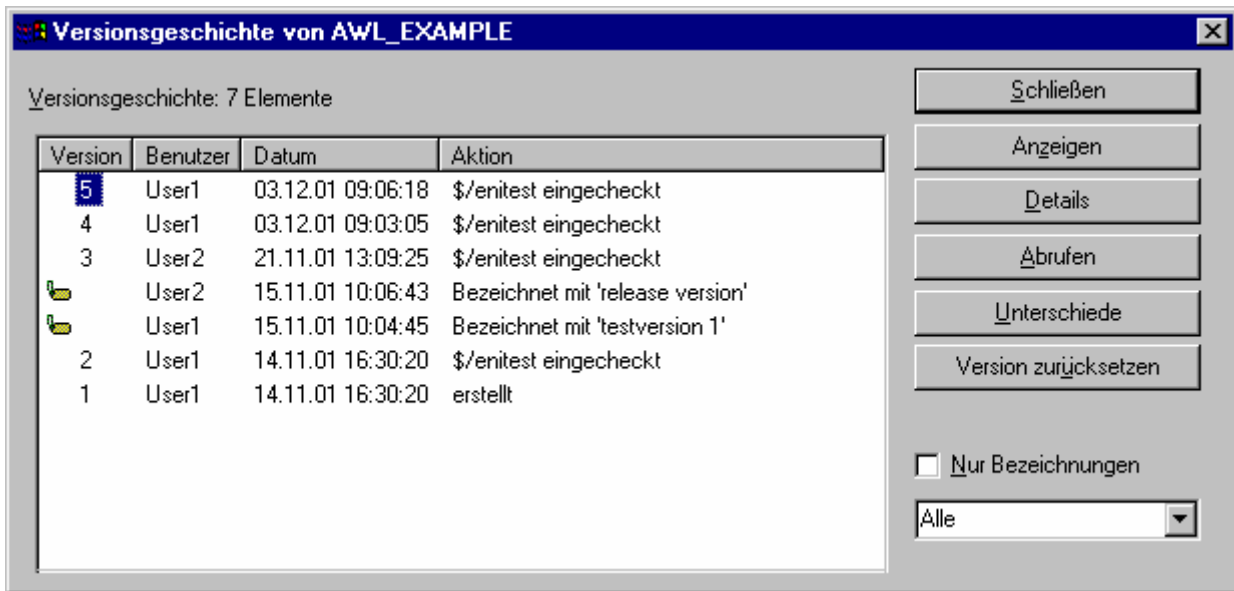 Versionsgeschichte von AWL_EXAMPLE
Versionsgeschichte: 7 Elemente
Version Benutzer Datum Aktion
5 User1 03.12.01 09:06:18 $/enitest eingecheckt
4 User1 03.12.01 09:03:05 $/enitest eingecheckt
3 User2 21.11.01 13:09:25 $/enitest eingecheckt
User2 15.11.01 10:06:43 Bezeichnet mit 'release version'
User1 15.11.01 10:04:45 Bezeichnet mit 'testversion 1'
2 User1 14.11.01 16:30:20 $/enitest eingecheckt
1 User1 14.11.01 16:30:20 erstellt
Schließen
Anzeigen
Details
Abrufen
Unterschiede
Version zurücksetzen
Nur Bezeichnungen
Alle